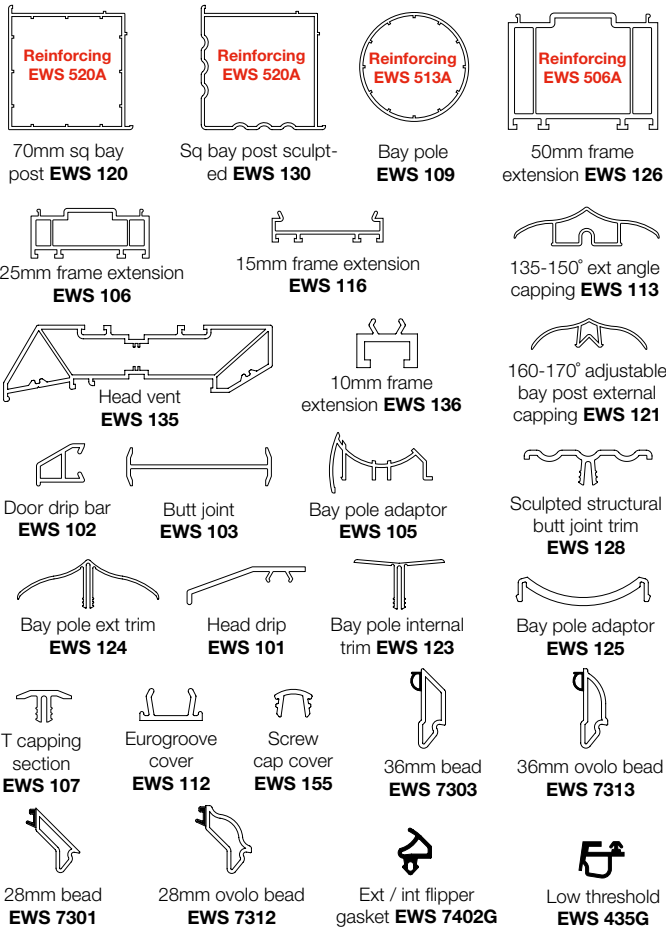 Reinforcing
EWS 520A
Reinforcing
EWS 520A
Reinforcing
EWS 513A
Reinforcing
EWS 506A
70mm sq bay
post EWS 120
Sq bay post sculpt-
ed EWS 130
Bay pole
EWS 109
50mm frame
extension EWS 126
25mm frame extension
EWS 106
15mm frame extension
EWS 116
135-150° ext angle
capping EWS 113
Head vent
EWS 135
10mm frame
extension EWS 136
160-170° adjustable
bay post external
capping EWS 121
Door drip bar
EWS 102
Butt joint
EWS 103
Bay pole adaptor
EWS 105
Sculpted structural
butt joint trim
EWS 128
Bay pole ext trim
EWS 124
Head drip
EWS 101
Bay pole internal
trim EWS 123
Bay pole adaptor
EWS 125
T capping
section
EWS 107
Eurogroove
cover
EWS 112
Screw
cap cover
EWS 155
36mm bead
EWS 7303
36mm ovolo bead
EWS 7313
28mm bead
EWS 7301
28mm ovolo bead
EWS 7312
Ext / int flipper
gasket EWS 7402G
Low threshold
EWS 435G